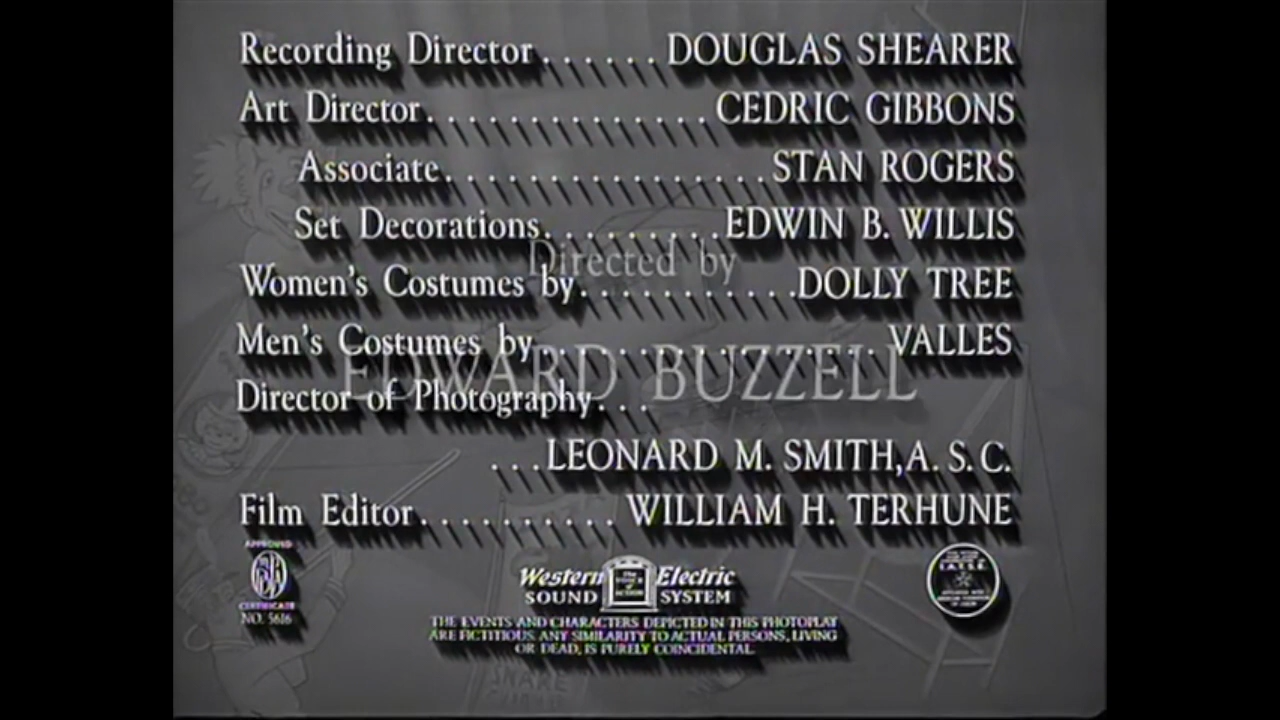 Recording Director...... DOUGLAS SHEARER
Art Director............... CEDRIC GIBBONS
Associate................. STAN ROGERS
Set Decorations......... EDWIN B. WILLIS
Directed by
Women's Costumes by............DOLLY TREE
Men's Costumes by.................. VALLES
EDWARD BUZZELL
Director of Photography...
...LEONARD M. SMITH, A. S. C.
Film Editor.......... WILLIAM H. TERHUNE
APPROVED
CERTIFICATE
NO. 5616
Western Electric
SOUND SYSTEM
I.A.T.S.E.
THE EVENTS AND CHARACTERS DEPICTED IN THIS PHOTOPLAY
ARE FICTITIOUS. ANY SIMILARITY TO ACTUAL PERSONS, LIVING
OR DEAD, IS PURELY COINCIDENTAL.
SNAKE